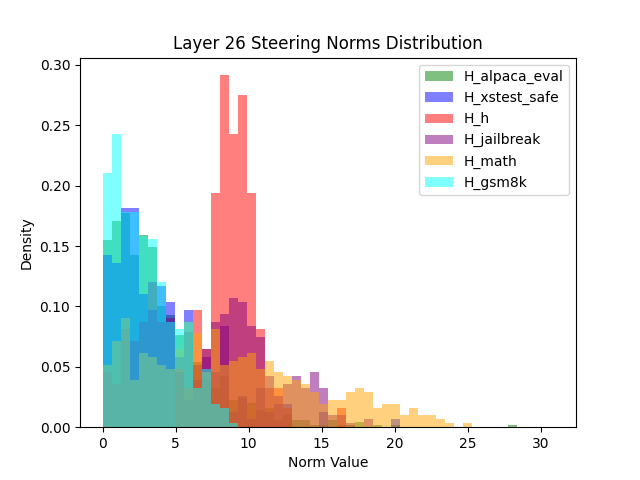 Layer 26 Steering Norms Distribution
Density
0.30
0.25
0.20
0.15
0.10
0.05
0.00
H_alpaca_eval
H_xstest_safe
H_h
H_jailbreak
H_math
H_gsm8k
0 5 10 15 20 25 30
Norm Value